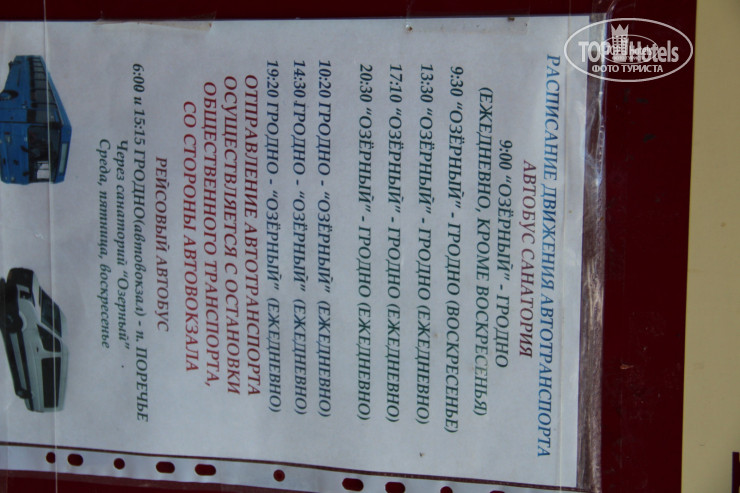 РАСПИСАНИЕ ДВИЖЕНИЯ АВТОТРАНСПОРТА
АВТОБУС САНАТОРИЯ
9:00 "ОЗЁРНЫЙ" - ГРОДНО
(ЕЖЕДНЕВНО, КРОМЕ ВОСКРЕСЕНЬЯ)
9:30 "ОЗЁРНЫЙ" - ГРОДНО (ВОСКРЕСЕНЬЕ)
13:30 "ОЗЁРНЫЙ" - ГРОДНО (ЕЖЕДНЕВНО)
17:10 "ОЗЁРНЫЙ" - ГРОДНО (ЕЖЕДНЕВНО)
20:30 "ОЗЁРНЫЙ" - ГРОДНО (ЕЖЕДНЕВНО)
10:20 ГРОДНО - "ОЗЁРНЫЙ" (ЕЖЕДНЕВНО)
14:30 ГРОДНО - "ОЗЁРНЫЙ" (ЕЖЕДНЕВНО)
19:20 ГРОДНО - "ОЗЁРНЫЙ" (ЕЖЕДНЕВНО)
ОТПРАВЛЕНИЕ АВТОТРАНСПОРТА
ОСУЩЕСТВЛЯЕТСЯ С ОСТАНОВКИ
ОБЩЕСТВЕННОГО ТРАНСПОРТА,
СО СТОРОНЫ АВТОВОКЗАЛА
РЕЙСОВЫЙ АВТОБУС
6:00 и 15:15 ГРОДНО(автовокзал) - п. ПОРЕЧЬЕ
Через санаторий "Озерный"
Среда, пятница, воскресенье
TOP Hotels
ФОТО ТУРИСТА